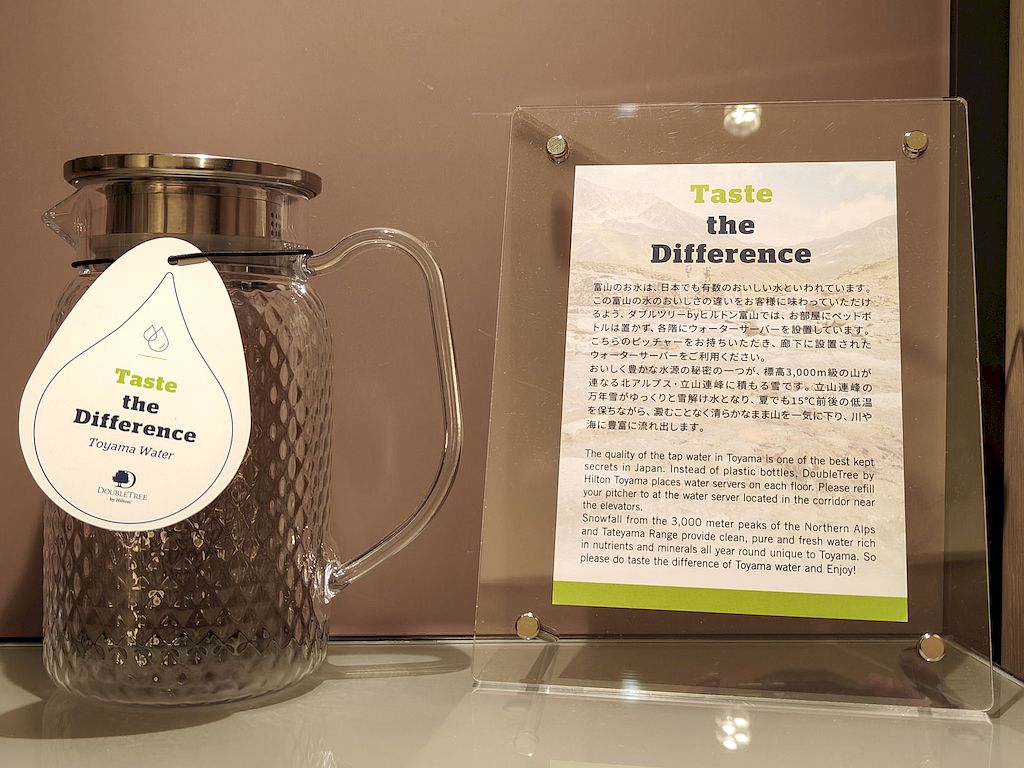 Taste
the
Difference
Toyama Water
DOUBLETREE
by Hilton™
Taste
the
Difference
富山のお水は、日本でも有数のおいしい水といわれています。
この富山の水のおいしさの違いをお客様に味わっていただけ
るよう、ダブルツリーbyヒルトン富山では、お部屋にペットボ
トルは置かず、各階にウォーターサーバーを設置しています。
こちらのピッチャーをお持ちいただき、廊下に設置された
ウォーターサーバーをご利用ください。
おいしく豊かな水源の秘密の一つが、標高3,000m級の山が
連なる北アルプス・立山連峰に積もる雪です。立山連峰の
万年雪がゆっくりと雪解け水となり、夏でも15℃前後の低温
を保ちながら、澱むことなく清らかなまま山を一気に下り、川や
海に豊富に流れ出します。
The quality of the tap water in Toyama is one of the best kept
secrets in Japan. Instead of plastic bottles, DoubleTree by
Hilton Toyama places water servers on each floor. Please refill
your pitcher to at the water server located in the corridor near
the elevators.
Snowfall from the 3,000 meter peaks of the Northern Alps
and Tateyama Range provide clean, pure and fresh water rich
in nutrients and minerals all year round unique to Toyama. So
please do taste the difference of Toyama water and Enjoy!